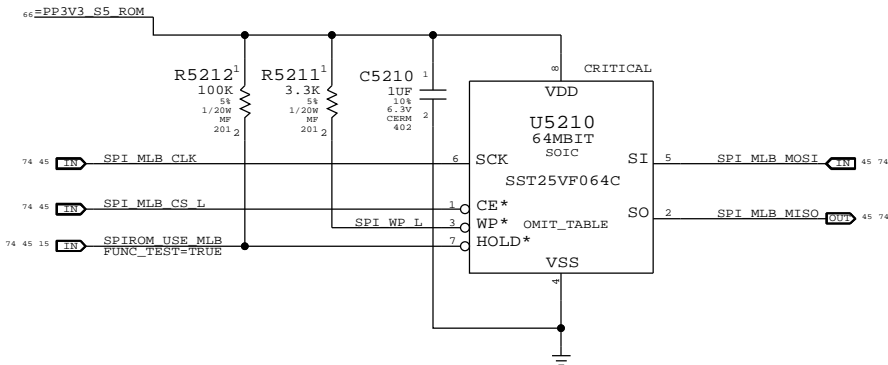 66 =PP3V3_S5_ROM
R5212 1
100K
5%
1/20W
MF
201 2
R5211 1
3.3K
5%
1/20W
MF
201 2
C5210 1
1UF
10%
6.3V 2
CERM
402
8 CRITICAL
VDD
U5210
64MBIT
SOIC
SST25VF064C
74 45 IN SPI_MLB_CLK 6 SCK
SI 5 SPI_MLB_MOSI IN 45 74
74 45 IN SPI_MLB_CS_L 1 CE*
SPI_WP_L 3 WP* OMIT_TABLE
SO 2 SPI_MLB_MISO OUT 45 74
74 45 15 IN SPIROM_USE_MLB 7 HOLD*
FUNC_TEST=TRUE
VSS
4